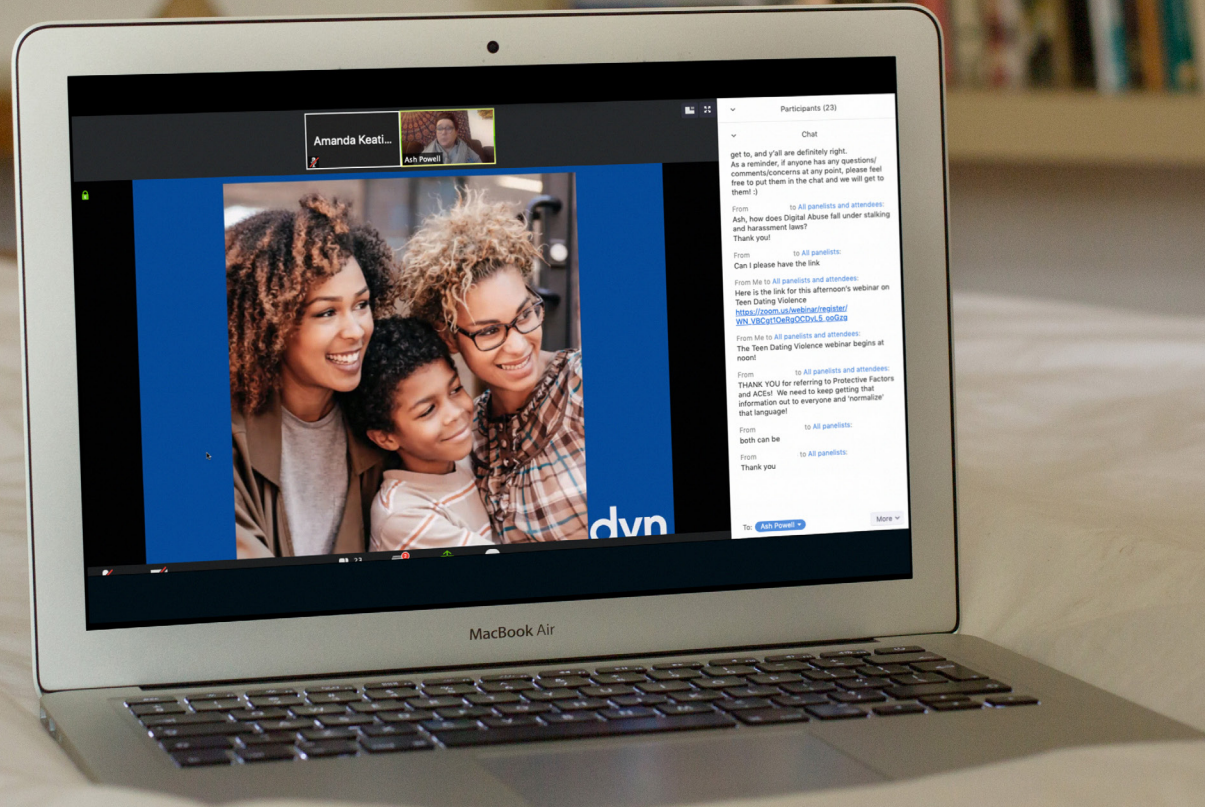 Participants (23)
Chat
Amanda Keati...
Ash Powell
get to, and y'all are definitely right.
As a reminder, if anyone has any questions/
comments/concerns at any point, please feel
free to put them in the chat and we will get to
them! :)
From to All panelists and attendees:
Ash, how does Digital Abuse fall under stalking
and harassment laws?
Thank you!
From to All panelists:
Can I please have the link
From Me to All panelists and attendees:
Here is the link for this afternoon's webinar on
Teen Dating Violence
https://zoom.us/webinar/register/
From Me to All panelists and attendees:
The Teen Dating Violence webinar begins at
noon!
From to All panelists and attendees:
THANK YOU for referring to Protective Factors
and ACEs! We need to keep getting that
information out to everyone and 'normalize'
that language!
From to All panelists:
both can be
From to All panelists:
Thank you
To: Ash Powell
More
dvn
MacBook Air